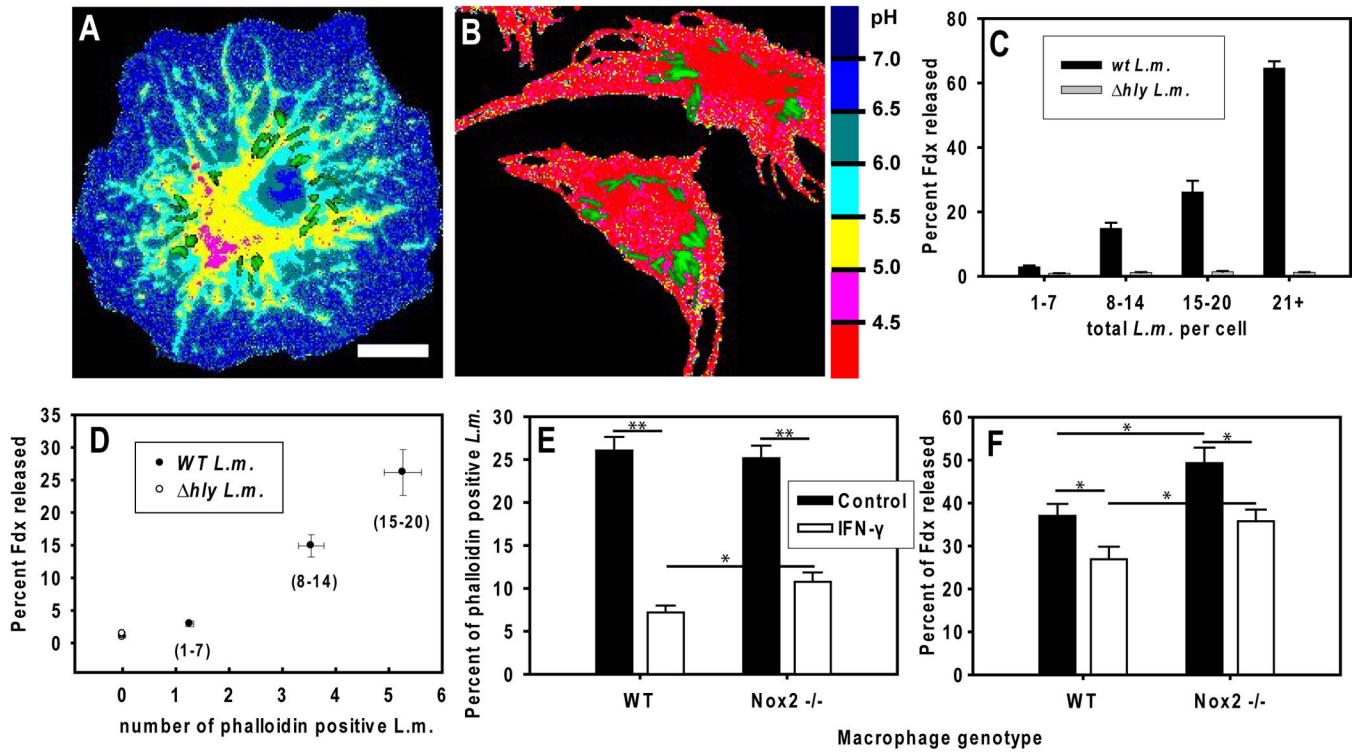 A
B
pH
7.0
6.5
6.0
5.5
5.0
4.5
C
Percent Fdx released
80
60
40
20
0
wt L.m.
Δhly L.m.
1-7 8-14 15-20 21+
total L.m. per cell
D
Percent Fdx released
35
30
25
20
15
10
5
0
WT L.m.
Δhly L.m.
(1-7)
(8-14)
(15-20)
0 1 2 3 4 5 6
number of phalloidin positive L.m.
E
Percent of phalloidin positive L.m.
30
25
20
15
10
5
0
** **
*
Control
IFN-γ
WT Nox2 -/-
F
Percent of Fdx released
60
50
40
30
20
10
0
*
* *
*
WT Nox2 -/-
Macrophage genotype